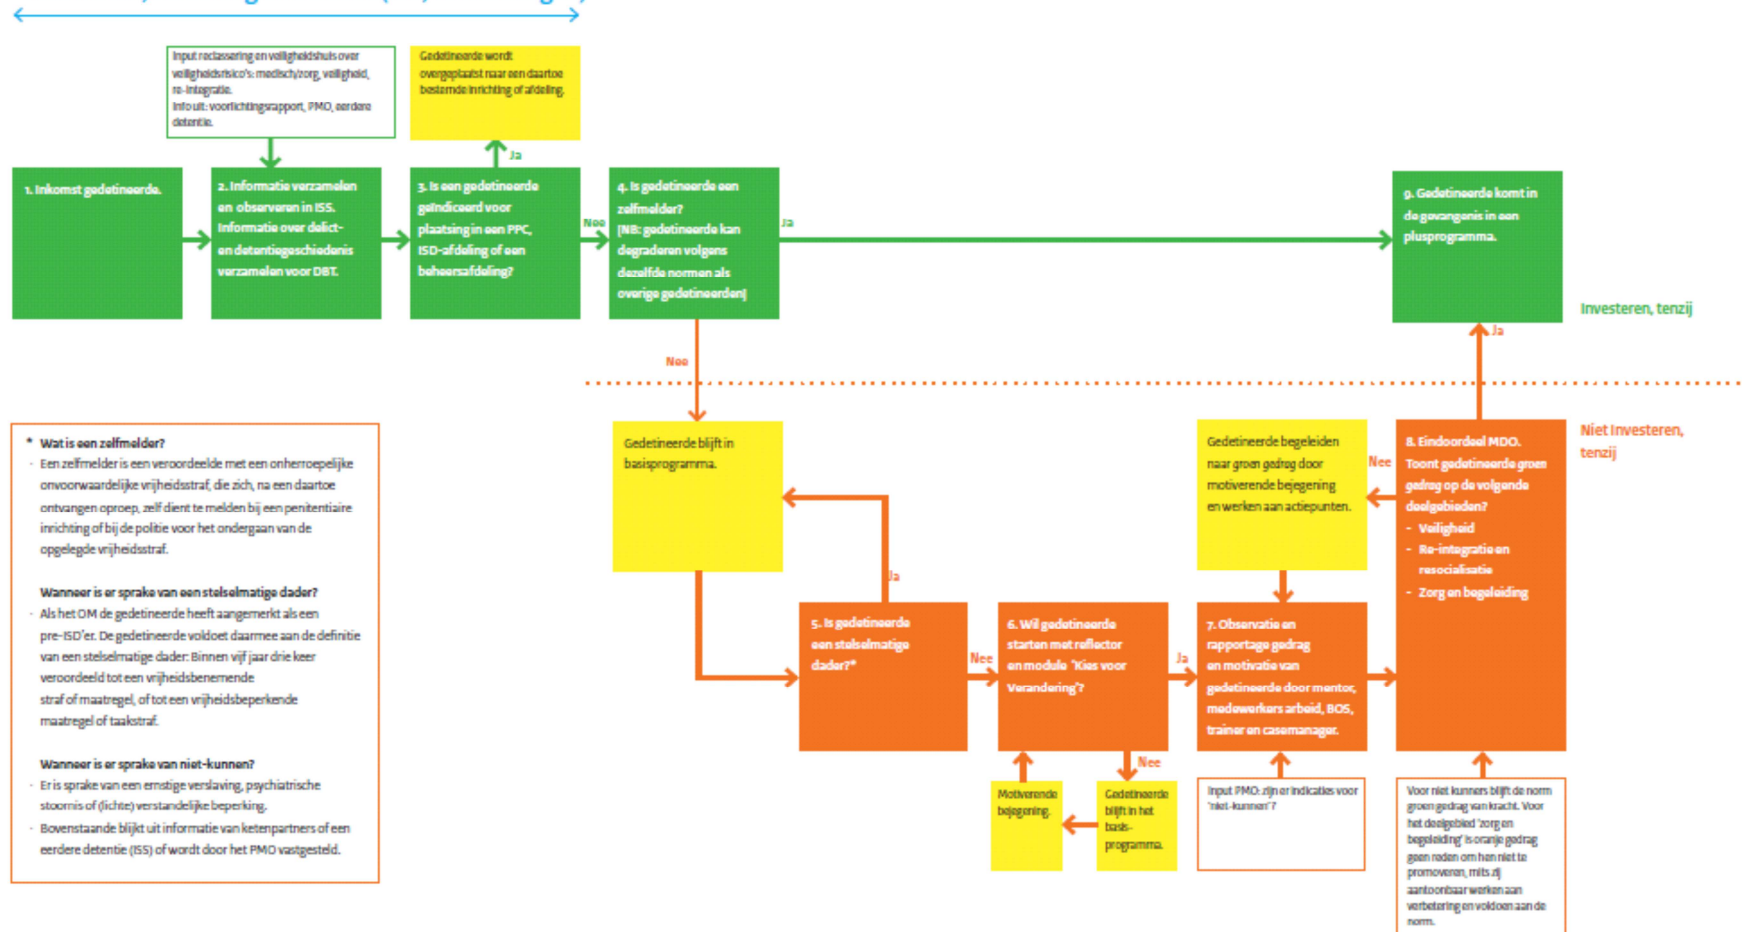 Input reclassering en veiligheidshuis over
veiligheidsrisico's: medisch/zorg, veiligheid,
re-integratie.
Info uit: voorlichtingsrapport, PMO, eerdere
detentie.
Gedetineerde wordt
overgeplaatst naar een daartoe
bestemde inrichting of afdeling.
Ja
1. Inkomst gedetineerde.
2. Informatie verzamelen
en observeren in ISS.
Informatie over delict-
en detentiegeschiedenis
verzamelen voor DBT.
3. Is een gedetineerde
geïndiceerd voor
plaatsing in een PPC,
ISD-afdeling of een
beheersafdeling?
Nee
4. Is gedetineerde een
zelfmelder?
[NB: gedetineerde kan
degraderen volgens
dezelfde normen als
overige gedetineerden]
Ja
9. Gedetineerde komt in
de gevangenis in een
plusprogramma.
Investeren, tenzij
Ja
Nee
Niet Investeren,
tenzij
* Wat is een zelfmelder?
· Een zelfmelder is een veroordeelde met een onherroepelijke
onvoorwaardelijke vrijheidsstraf, die zich, na een daartoe
ontvangen oproep, zelf dient te melden bij een penitentiaire
inrichting of bij de politie voor het ondergaan van de
opgelegde vrijheidsstraf.
Wanneer is er sprake van een stelselmatige dader?
· Als het OM de gedetineerde heeft aangemerkt als een
pre-ISD'er. De gedetineerde voldoet daarmee aan de definitie
van een stelselmatige dader: Binnen vijf jaar drie keer
veroordeeld tot een vrijheidsbenemende
straf of maatregel, of tot een vrijheidsbeperkende
maatregel of taakstraf.
Wanneer is er sprake van niet-kunnen?
· Er is sprake van een ernstige verslaving, psychiatrische
stoornis of (lichte) verstandelijke beperking.
· Bovenstaande blijkt uit informatie van ketenpartners of een
eerdere detentie (ISS) of wordt door het PMO vastgesteld.
Gedetineerde blijft in
basisprogramma.
Ja
5. Is gedetineerde
een stelselmatige
dader?*
Nee
6. Wil gedetineerde
starten met reflector
en module 'Kies voor
Verandering'?
Ja
Nee
Motiverende
bejegening.
Gedetineerde
blijft in het
basis-
programma.
Gedetineerde begeleiden
naar groen gedrag door
motiverende bejegening
en werken aan actiepunten.
Nee
7. Observatie en
rapportage gedrag
en motivatie van
gedetineerde door mentor,
medewerkers arbeid, BOS,
trainer en casemanager.
Input PMO: zijn er indicaties voor
'niet-kunnen'?
8. Eindoordeel MDO.
Toont gedetineerde groen
gedrag op de volgende
deelgebieden?
- Veiligheid
- Re-integratie en
resocialisatie
- Zorg en begeleiding
Voor niet kunners blijft de norm
groen gedrag van kracht. Voor
het deelgebied 'zorg en
begeleiding' is oranje gedrag
geen reden om hen niet te
promoveren, mits zij
aantoonbaar werken aan
verbetering en voldoen aan de
norm.